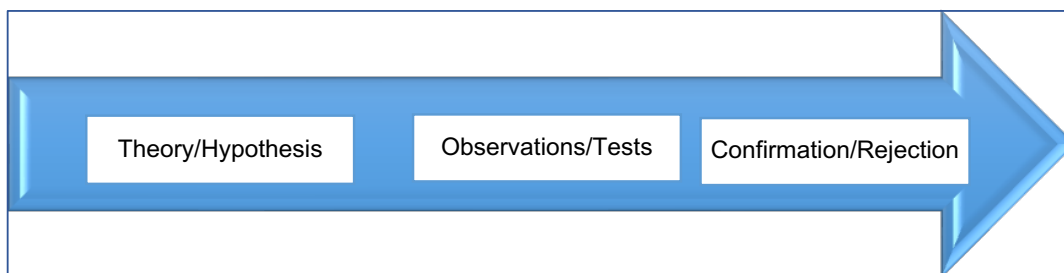 Theory/Hypothesis
Observations/Tests
Confirmation/Rejection